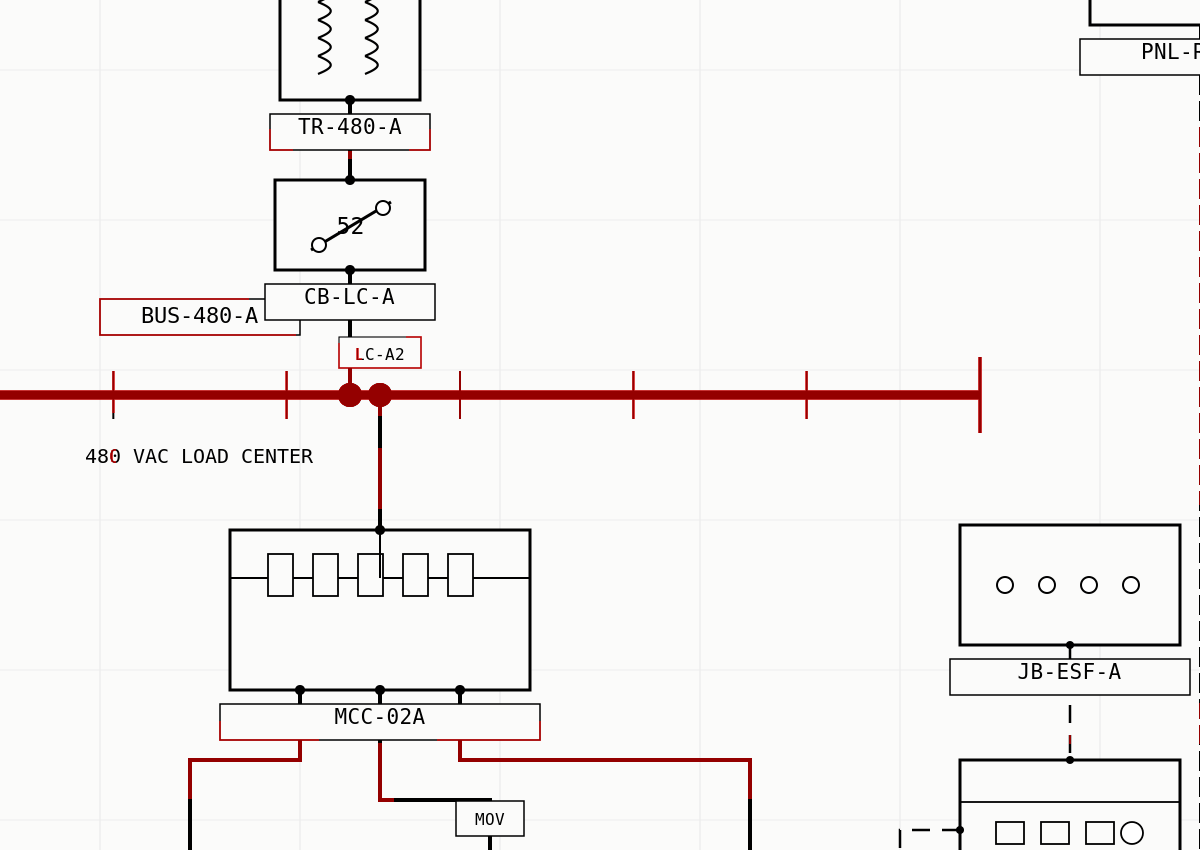 PNL-P
TR-480-A
52
CB-LC-A
BUS-480-A
LC-A2
480 VAC LOAD CENTER
JB-ESF-A
MCC-02A
MOV